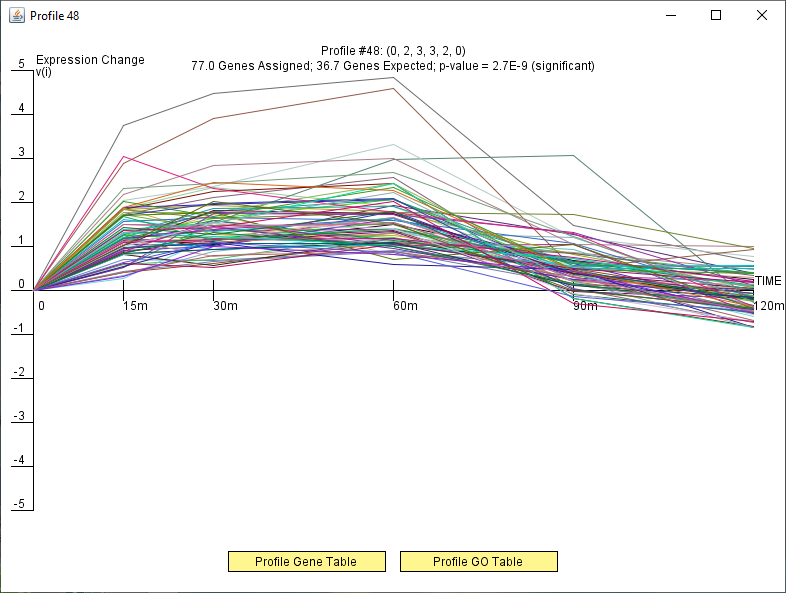 Profile 48
Profile #48: (0, 2, 3, 3, 2, 0)
77.0 Genes Assigned; 36.7 Genes Expected; p-value = 2.7E-9 (significant)
Expression Change
v(i)
5
4
3
2
1
0
-1
-2
-3
-4
-5
TIME
0 15m 30m 60m 90m 120m
Profile Gene Table Profile GO Table